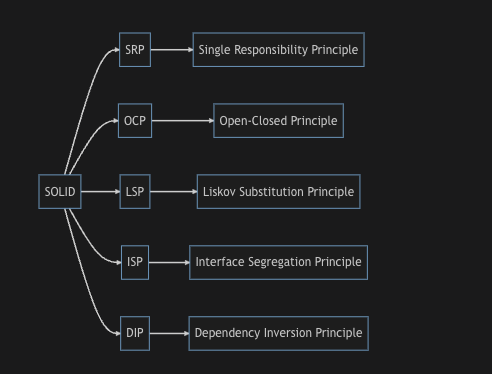 SRP
Single Responsibility Principle
OCP
Open-Closed Principle
SOLID
LSP
Liskov Substitution Principle
ISP
Interface Segregation Principle
DIP
Dependency Inversion Principle